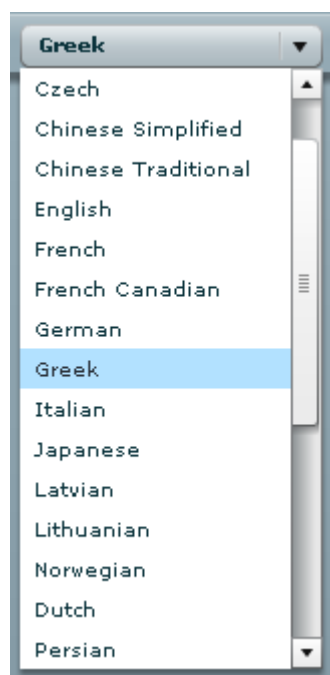 Greek
Czech
Chinese Simplified
Chinese Traditional
English
French
French Canadian
German
Greek
Italian
Japanese
Latvian
Lithuanian
Norwegian
Dutch
Persian